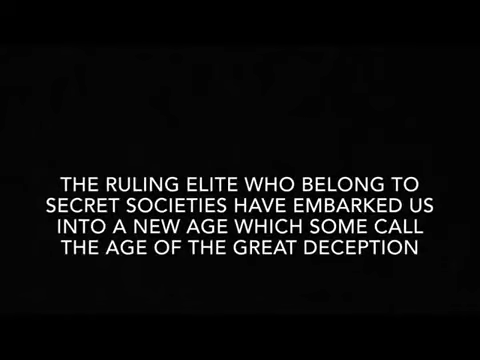 THE RULING ELITE WHO BELONG TO
SECRET SOCIETIES HAVE EMBARKED US
INTO A NEW AGE WHICH SOME CALL
THE AGE OF THE GREAT DECEPTION